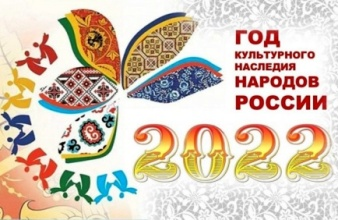 ГОД
КУЛЬТУРНОГО
НАСЛЕДИЯ
НАРОДОВ
РОССИИ
2022